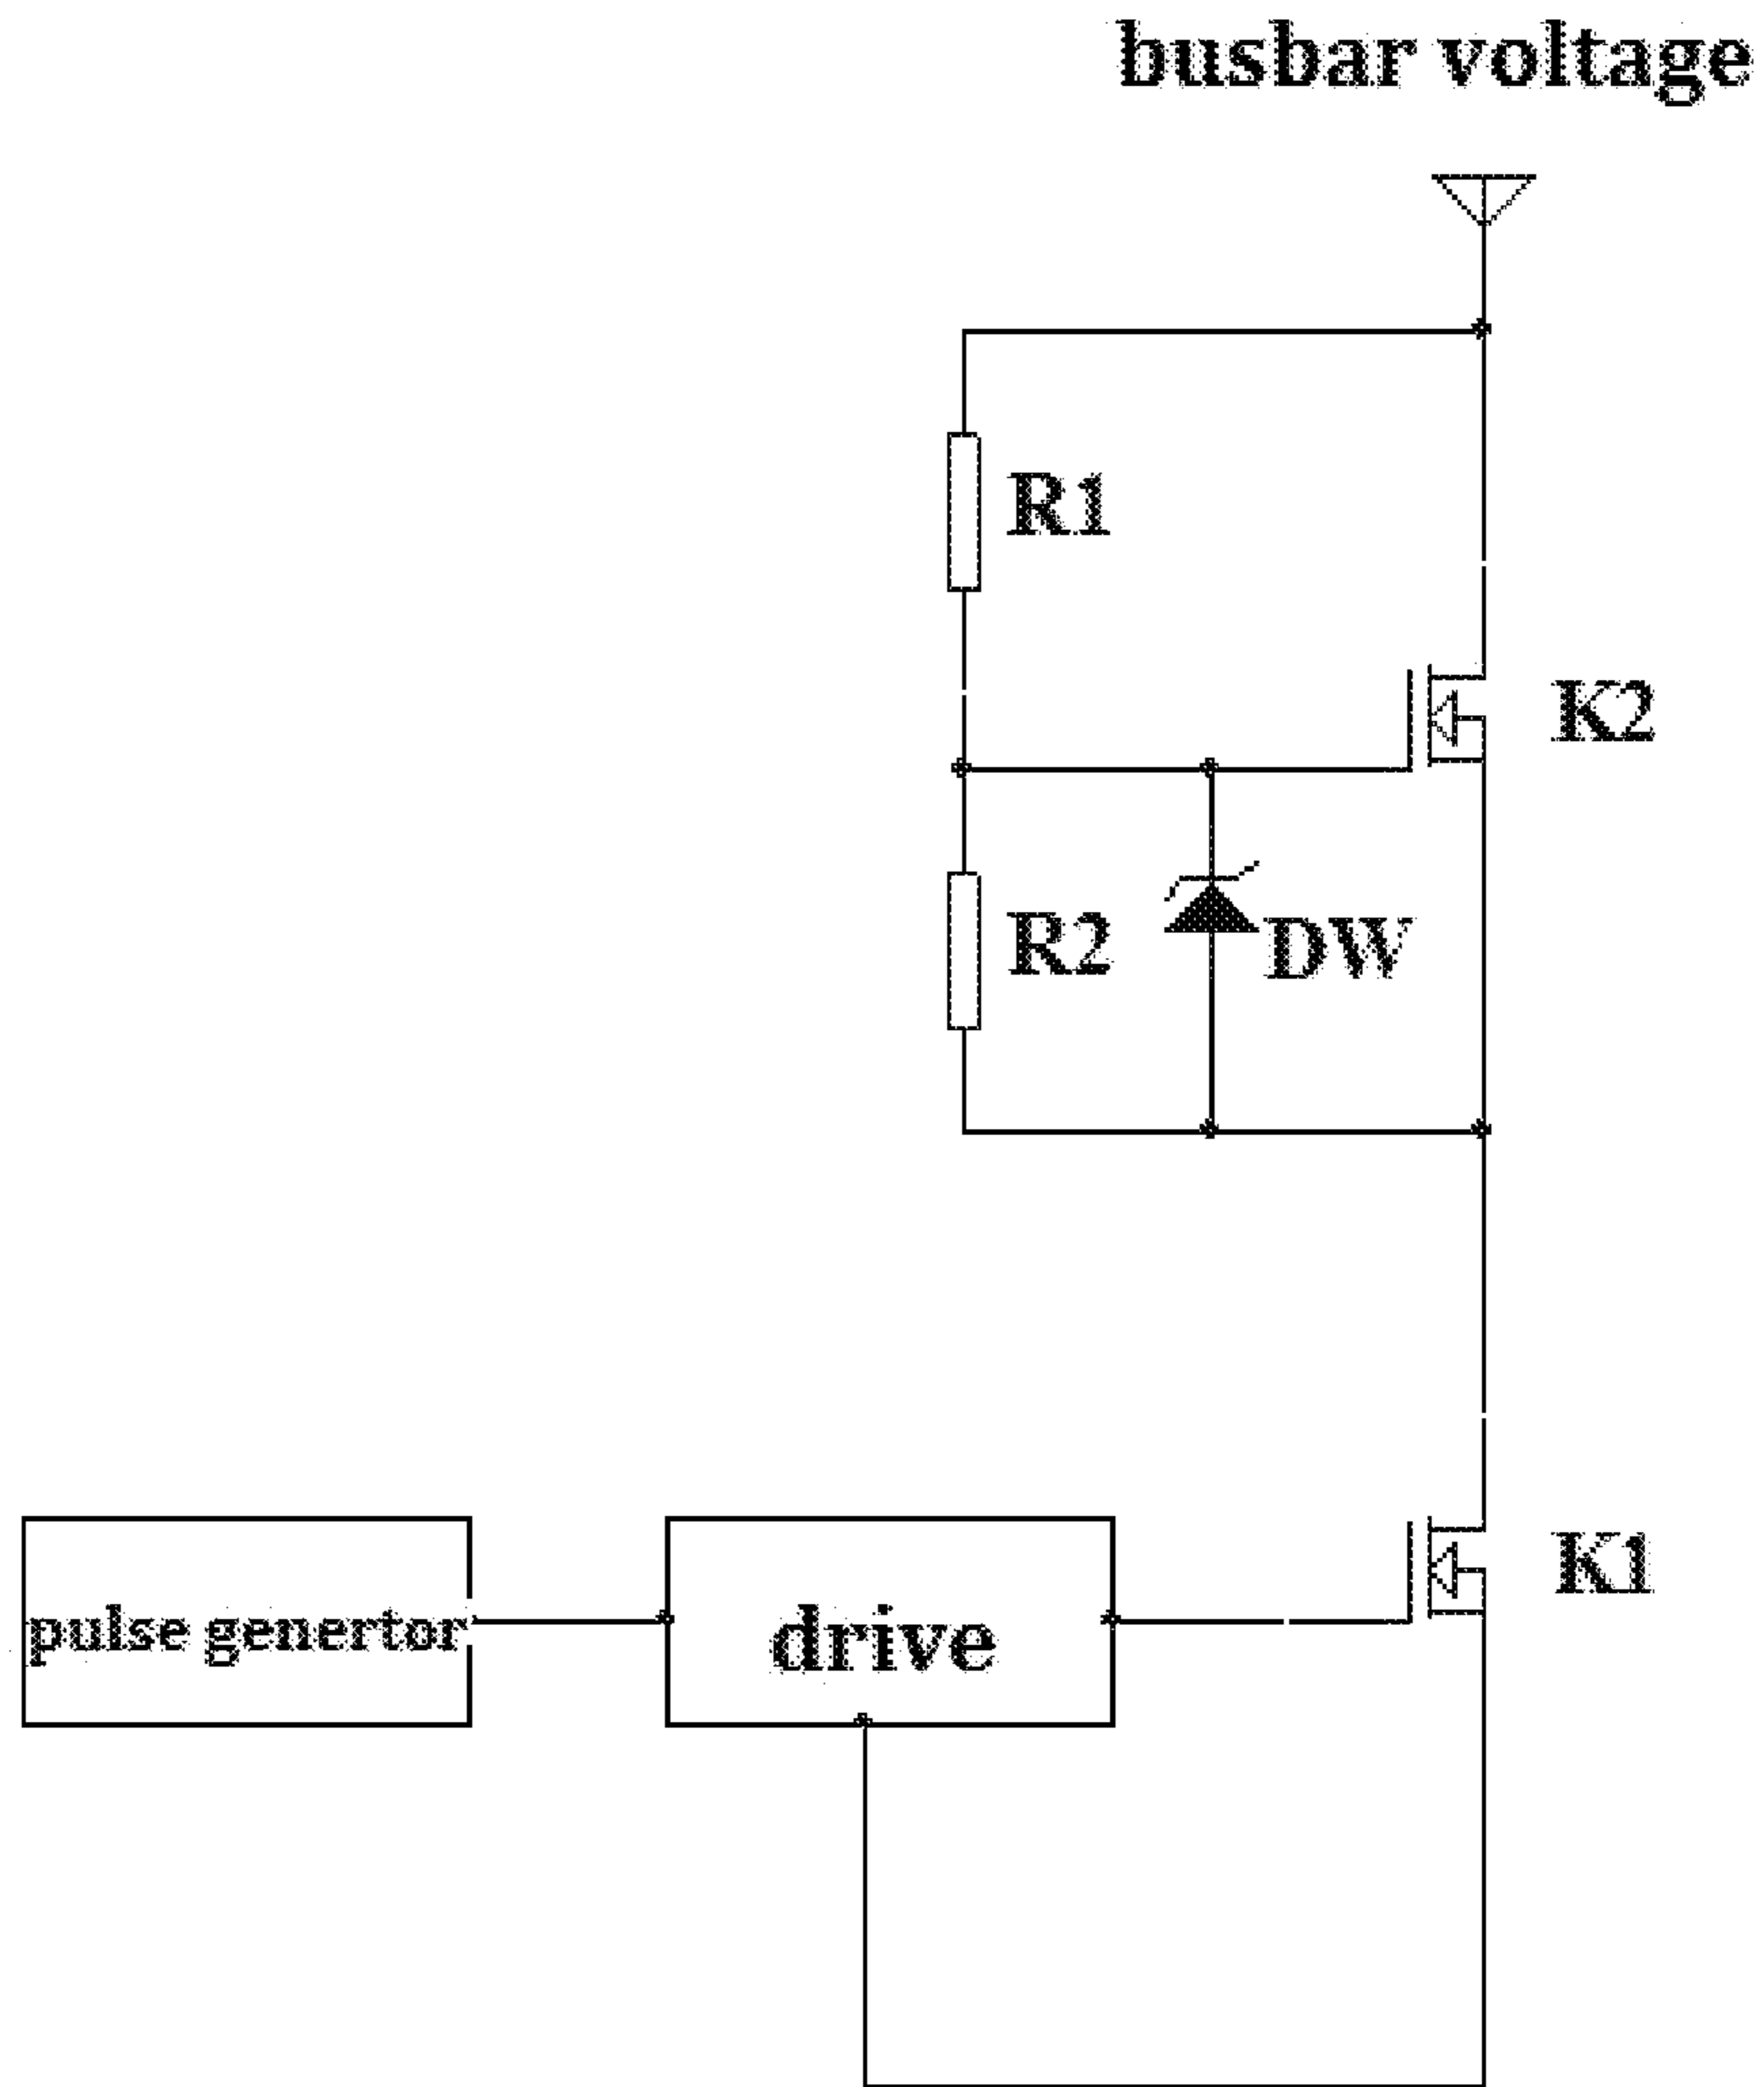 busbar voltage
R1
K2
R2
DW
K1
pulse genertor
drive